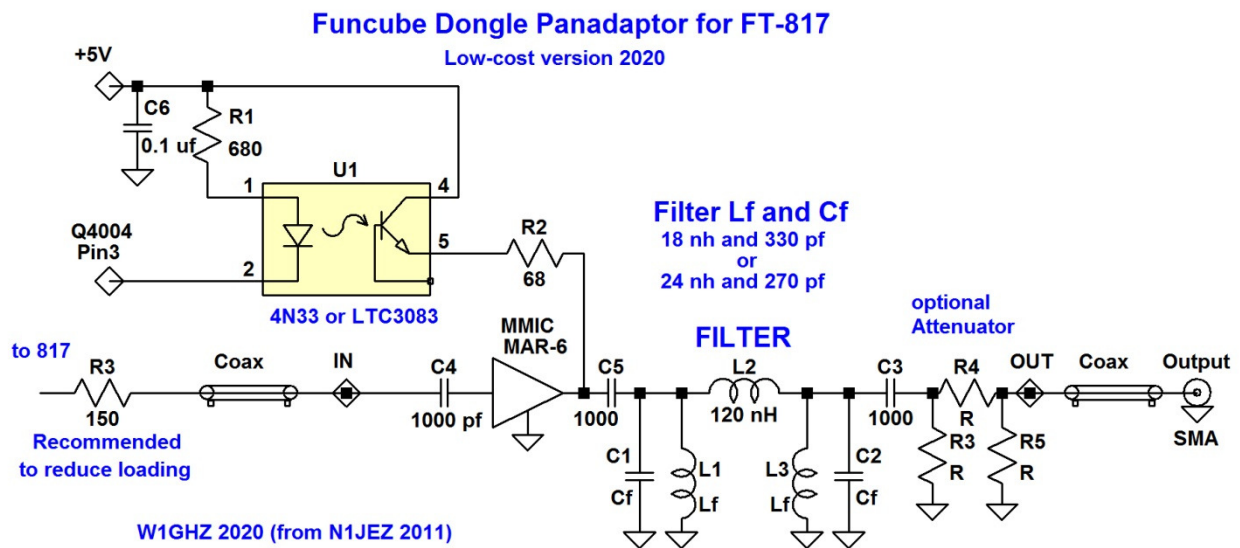 Funcube Dongle Panadaptor for FT-817
Low-cost version 2020
+5V
C6
0.1 uf
R1
680
U1
1
4
Q4004
Pin3
2
5
R2
68
4N33 or LTC3083
Filter Lf and Cf
18 nh and 330 pf
or
24 nh and 270 pf
optional
Attenuator
to 817
R3
150
Coax
IN
C4
1000 pf
MMIC
MAR-6
C5
1000
FILTER
L2
120 nH
C3
1000
R4
R
OUT
Coax
Output
SMA
Recommended
to reduce loading
C1
Cf
L1
Lf
L3
Lf
C2
Cf
R3
R
R5
R
W1GHZ 2020 (from N1JEZ 2011)